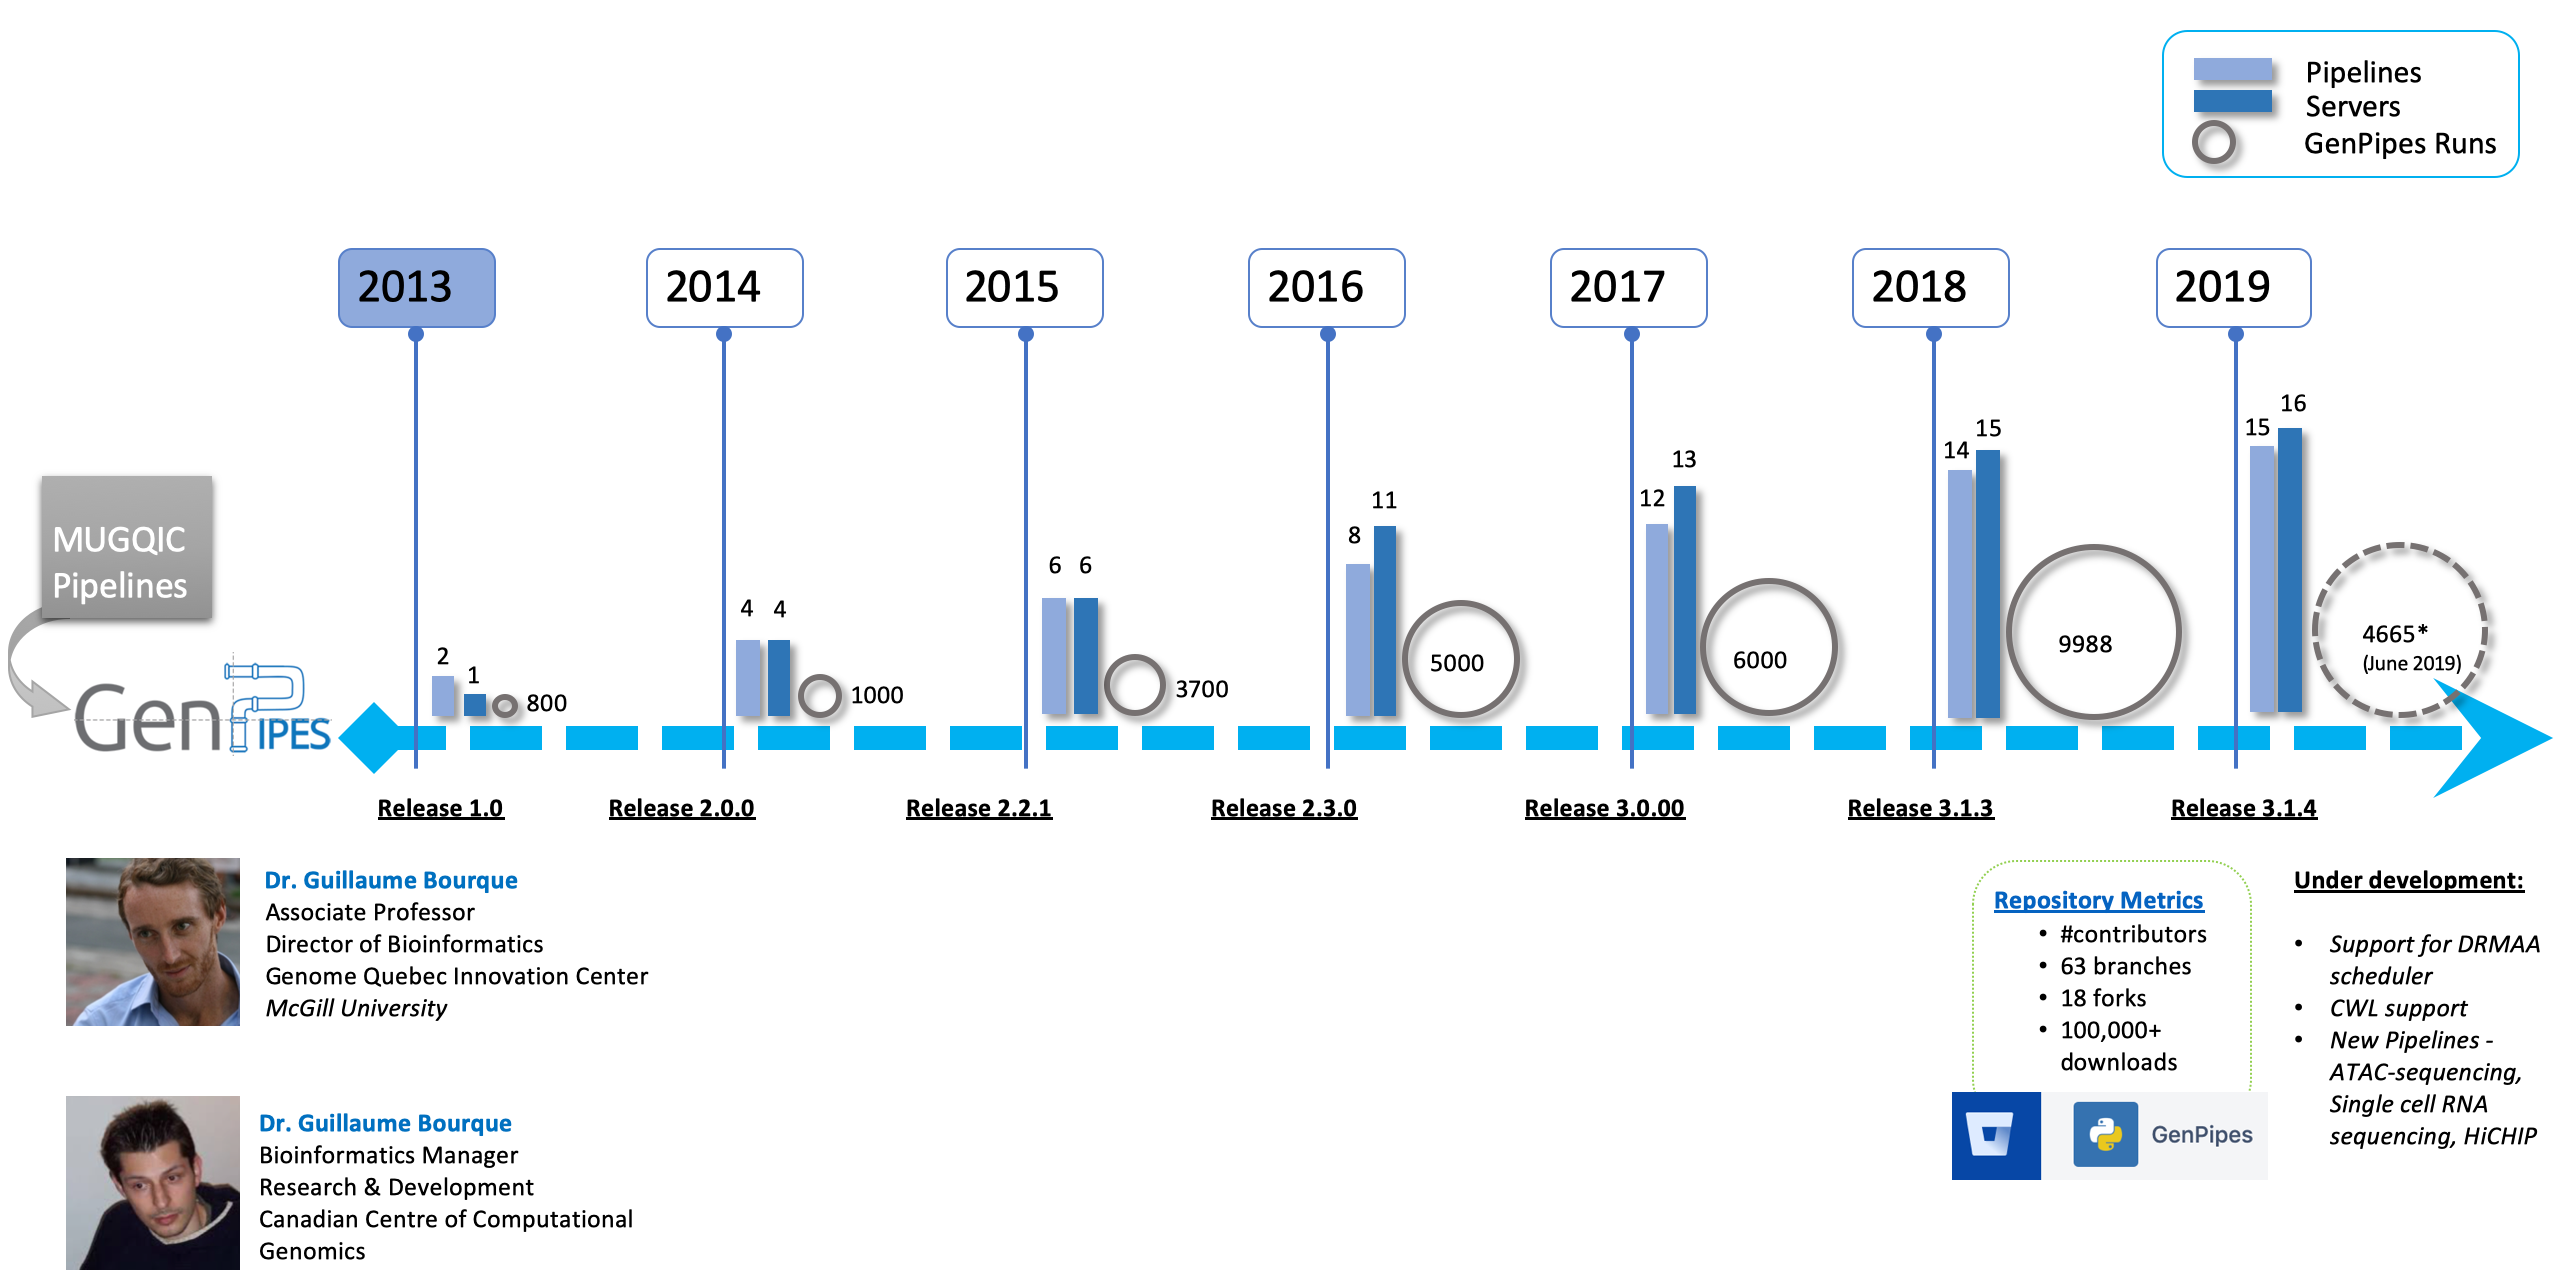 Pipelines
Servers
GenPipes Runs
2013
2014
2015
2016
2017
2018
2019
MUGQIC
Pipelines
GenPIPES
2
1
800
4
4
1000
6
6
3700
8
11
5000
12
13
6000
14
15
9988
15
16
4665*
(June 2019)
Release 1.0
Release 2.0.0
Release 2.2.1
Release 2.3.0
Release 3.0.00
Release 3.1.3
Release 3.1.4
Dr. Guillaume Bourque
Associate Professor
Director of Bioinformatics
Genome Quebec Innovation Center
McGill University
Dr. Guillaume Bourque
Bioinformatics Manager
Research & Development
Canadian Centre of Computational
Genomics
Repository Metrics
• #contributors
• 63 branches
• 18 forks
• 100,000+
downloads
GenPipes
Under development:
• Support for DRMAA
scheduler
• CWL support
• New Pipelines -
ATAC-sequencing,
Single cell RNA
sequencing, HiCHIP